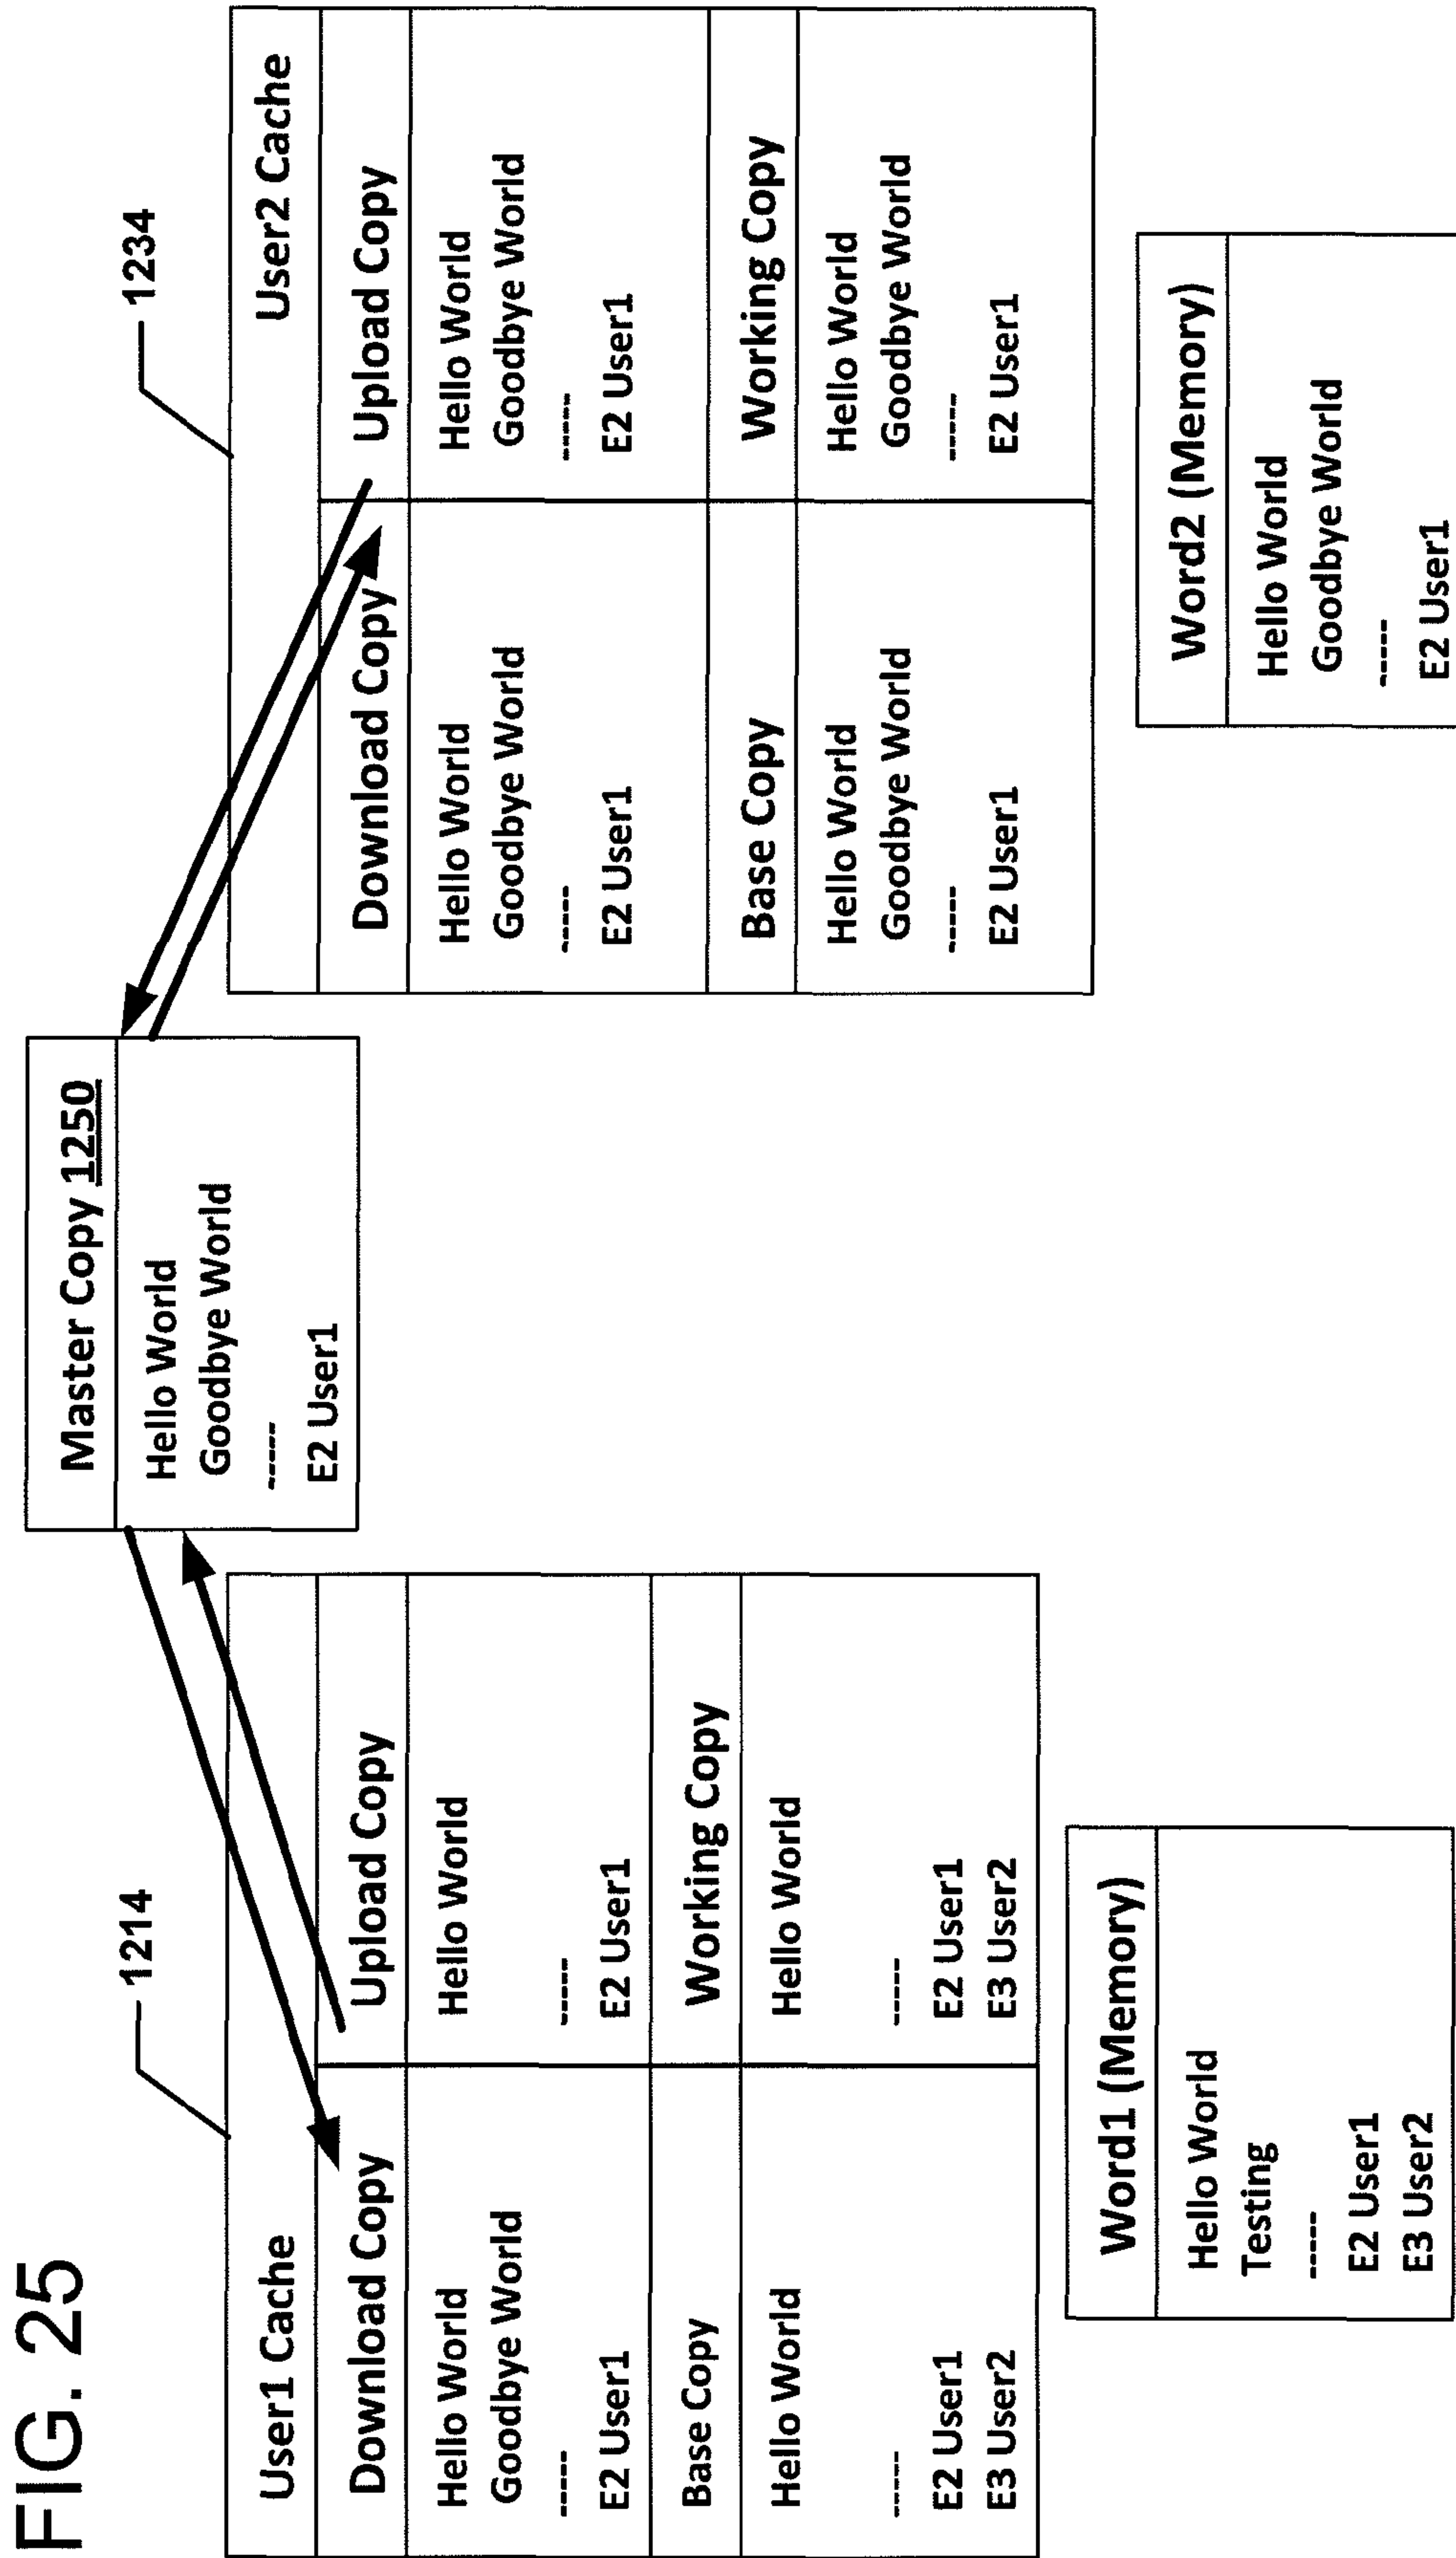 FIG. 25
Master Copy 1250
Hello World
Goodbye World
-----
E2 User1
1214
User1 Cache
Download Copy
Hello World
Goodbye World
-----
E2 User1
Upload Copy
Hello World
-----
E2 User1
Base Copy
Hello World
-----
E2 User1
E3 User2
Working Copy
Hello World
-----
E2 User1
E3 User2
Word1 (Memory)
Hello World
Testing
-----
E2 User1
E3 User2
1234
User2 Cache
Download Copy
Hello World
Goodbye World
-----
E2 User1
Upload Copy
Hello World
Goodbye World
-----
E2 User1
Base Copy
Hello World
Goodbye World
-----
E2 User1
Working Copy
Hello World
Goodbye World
-----
E2 User1
Word2 (Memory)
Hello World
Goodbye World
-----
E2 User1